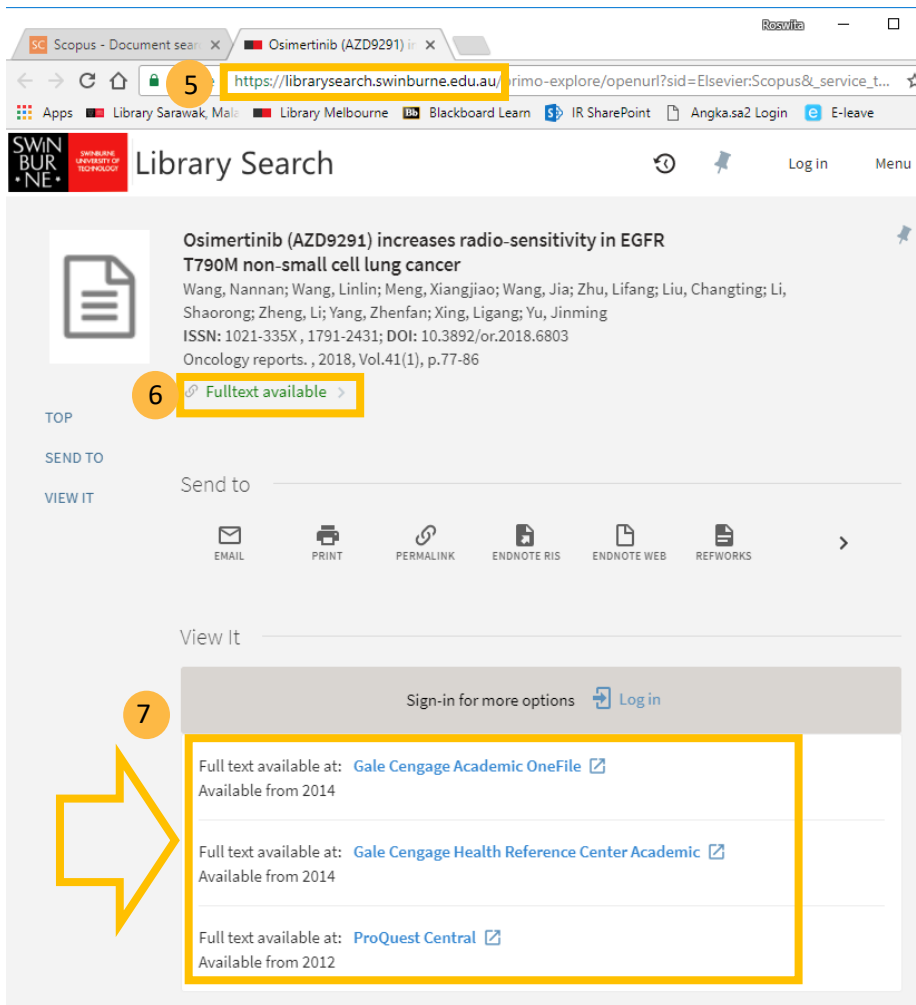 Roswita
SC Scopus - Document sear
Osimertinib (AZD9291) in
5
https://librarysearch.swinburne.edu.au/primo-explore/openurl?sid=Elsevier:Scopus&_service_t...
Apps Library Sarawak, Mala Library Melbourne Bb Blackboard Learn IR SharePoint Angka.sa2 Login e E-leave
SWIN
BUR
• NE •
SWINBURNE
UNIVERSITY OF
TECHNOLOGY
Library Search
Log in Menu
Osimertinib (AZD9291) increases radio-sensitivity in EGFR
T790M non-small cell lung cancer
Wang, Nannan; Wang, Linlin; Meng, Xiangjiao; Wang, Jia; Zhu, Lifang; Liu, Changting; Li,
Shaorong; Zheng, Li; Yang, Zhenfan; Xing, Ligang; Yu, Jinming
ISSN: 1021-335X , 1791-2431; DOI: 10.3892/or.2018.6803
Oncology reports. , 2018, Vol.41(1), p.77-86
6
Fulltext available >
TOP
SEND TO
VIEW IT
Send to
EMAIL PRINT PERMALINK ENDNOTE RIS ENDNOTE WEB REFWORKS
View It
Sign-in for more options Log in
7
Full text available at: Gale Cengage Academic OneFile
Available from 2014
Full text available at: Gale Cengage Health Reference Center Academic
Available from 2014
Full text available at: ProQuest Central
Available from 2012